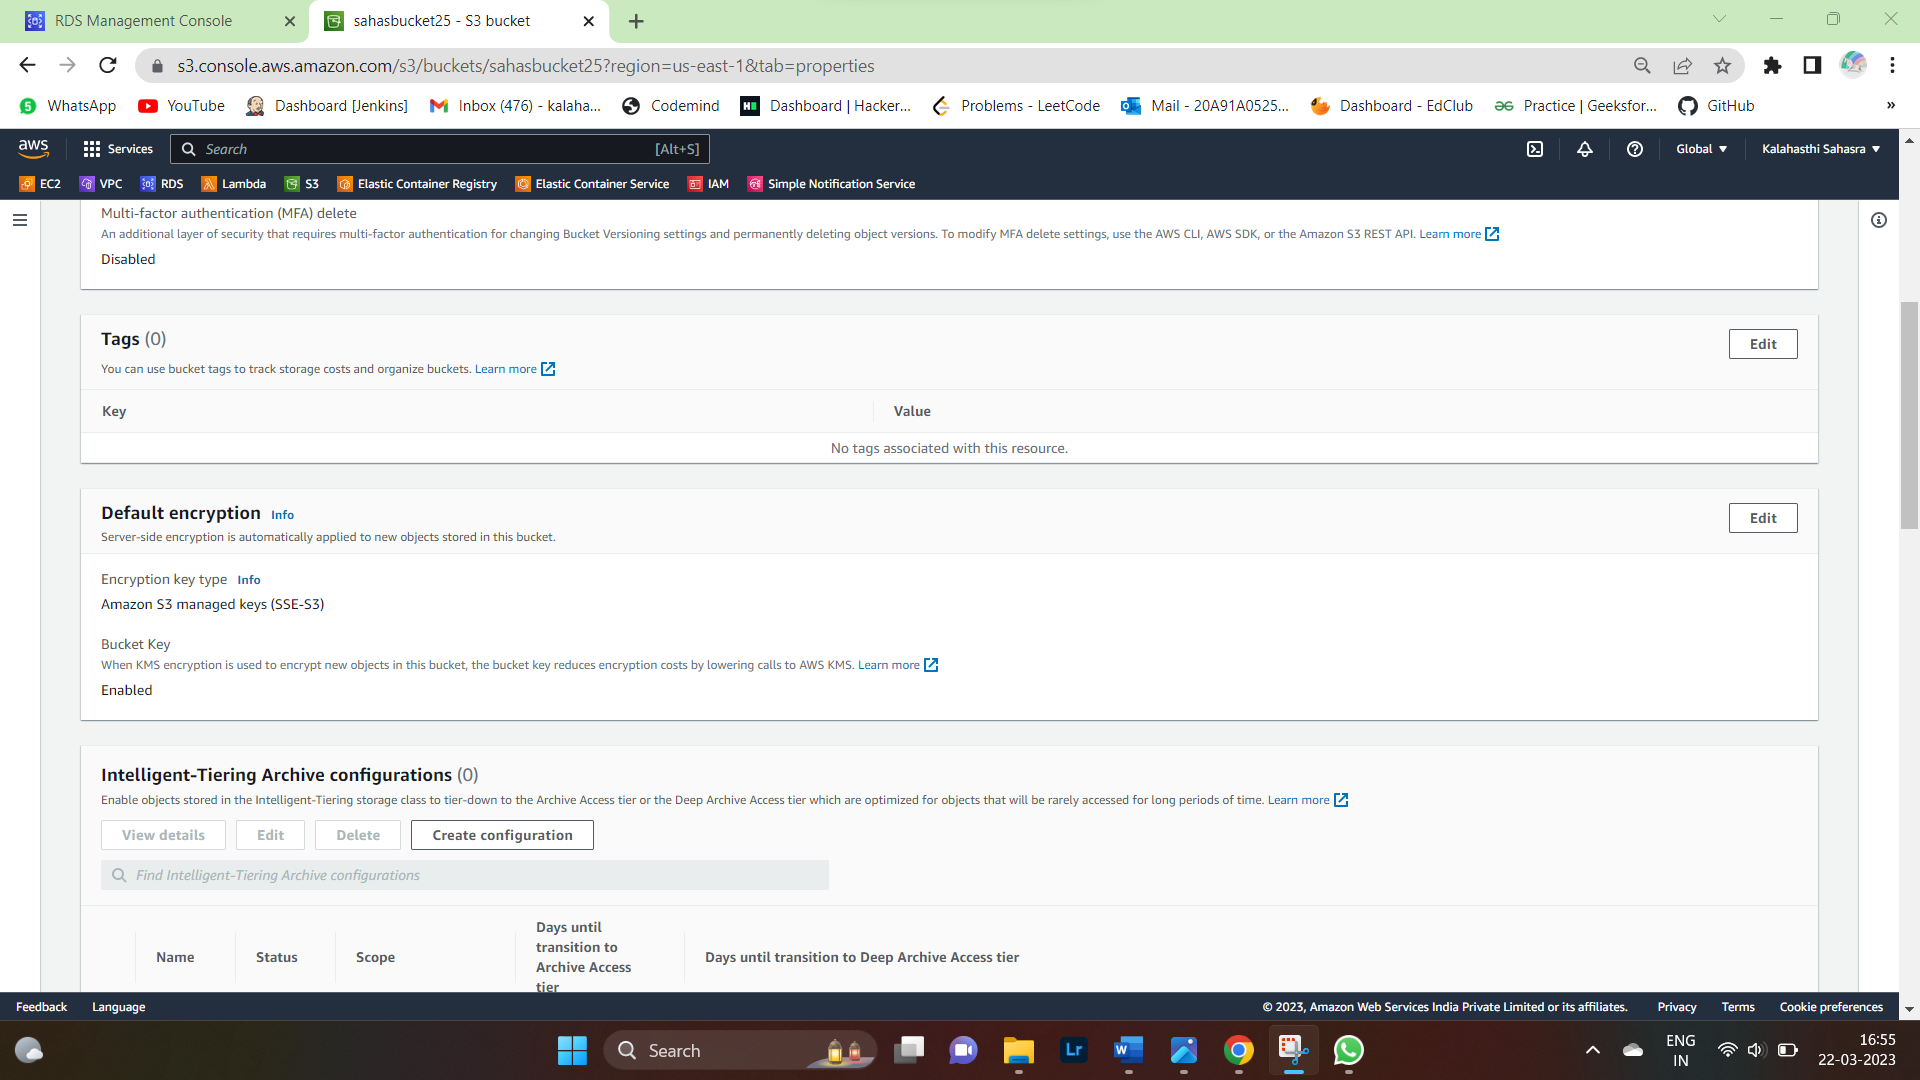 RDS Management Console
sahasbucket25 - S3 bucket
s3.console.aws.amazon.com/s3/buckets/sahasbucket25?region=us-east-1&tab=properties
WhatsApp YouTube Dashboard [Jenkins] Inbox (476) - kalaha... Codemind Dashboard | Hacker... Problems - LeetCode Mail - 20A91A0525... Dashboard - EdClub Practice | Geeksfor... GitHub »
aws Services Search [Alt+S] Global Kalahasthi Sahasra
EC2 VPC RDS Lambda S3 Elastic Container Registry Elastic Container Service IAM Simple Notification Service
Multi-factor authentication (MFA) delete
An additional layer of security that requires multi-factor authentication for changing Bucket Versioning settings and permanently deleting object versions. To modify MFA delete settings, use the AWS CLI, AWS SDK, or the Amazon S3 REST API. Learn more
Disabled
Tags (0)
Edit
You can use bucket tags to track storage costs and organize buckets. Learn more
Key Value
No tags associated with this resource.
Default encryption Info
Edit
Server-side encryption is automatically applied to new objects stored in this bucket.
Encryption key type Info
Amazon S3 managed keys (SSE-S3)
Bucket Key
When KMS encryption is used to encrypt new objects in this bucket, the bucket key reduces encryption costs by lowering calls to AWS KMS. Learn more
Enabled
Intelligent-Tiering Archive configurations (0)
Enable objects stored in the Intelligent-Tiering storage class to tier-down to the Archive Access tier or the Deep Archive Access tier which are optimized for objects that will be rarely accessed for long periods of time. Learn more
View details Edit Delete Create configuration
Find Intelligent-Tiering Archive configurations
Name Status Scope
Days until
transition to
Archive Access
tier
Days until transition to Deep Archive Access tier
Feedback Language © 2023, Amazon Web Services India Private Limited or its affiliates. Privacy Terms Cookie preferences
Search
Lr
W
ENG
IN
16:55
22-03-2023